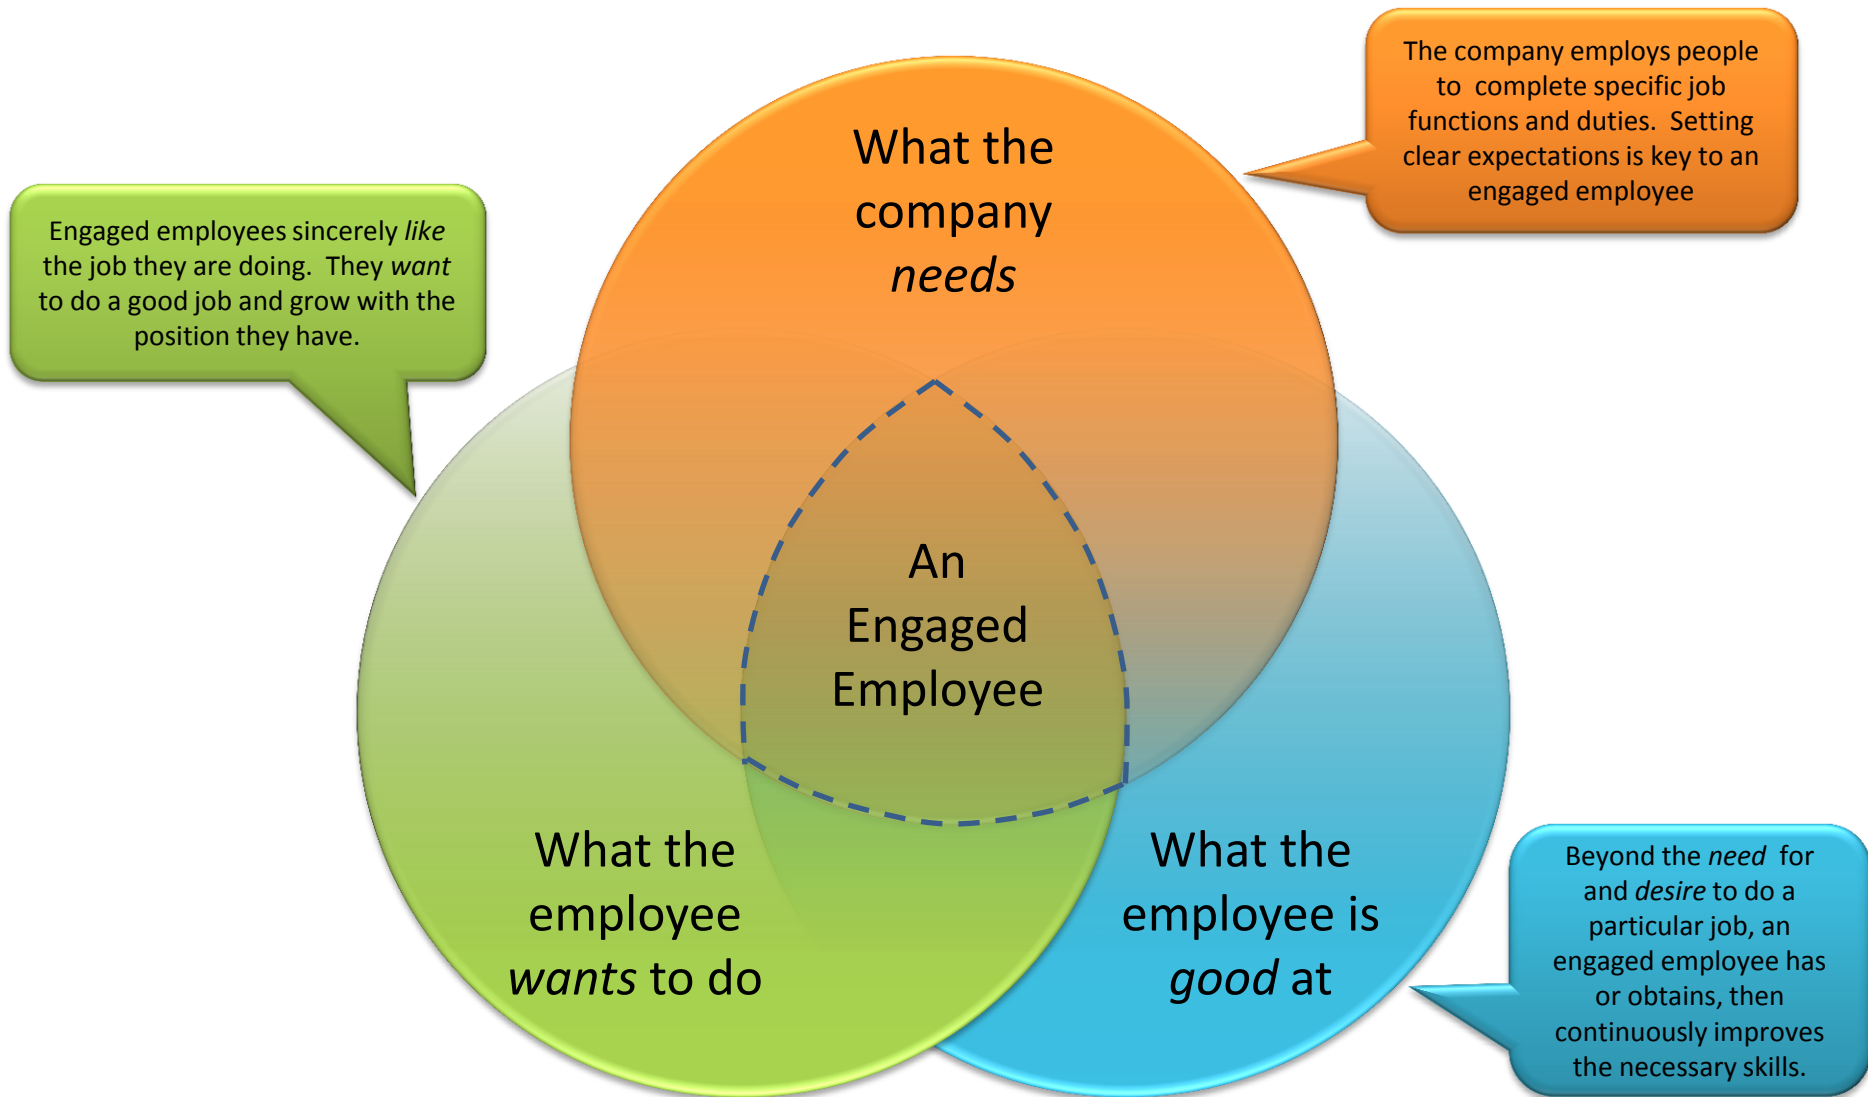 The company employs people
to complete specific job
functions and duties. Setting
clear expectations is key to an
engaged employee
What the
company
needs
Engaged employees sincerely like
the job they are doing. They want
to do a good job and grow with the
position they have.
An
Engaged
Employee
What the
employee
wants to do
What the
employee is
good at
Beyond the need for
and desire to do a
particular job, an
engaged employee has
or obtains, then
continuously improves
the necessary skills.